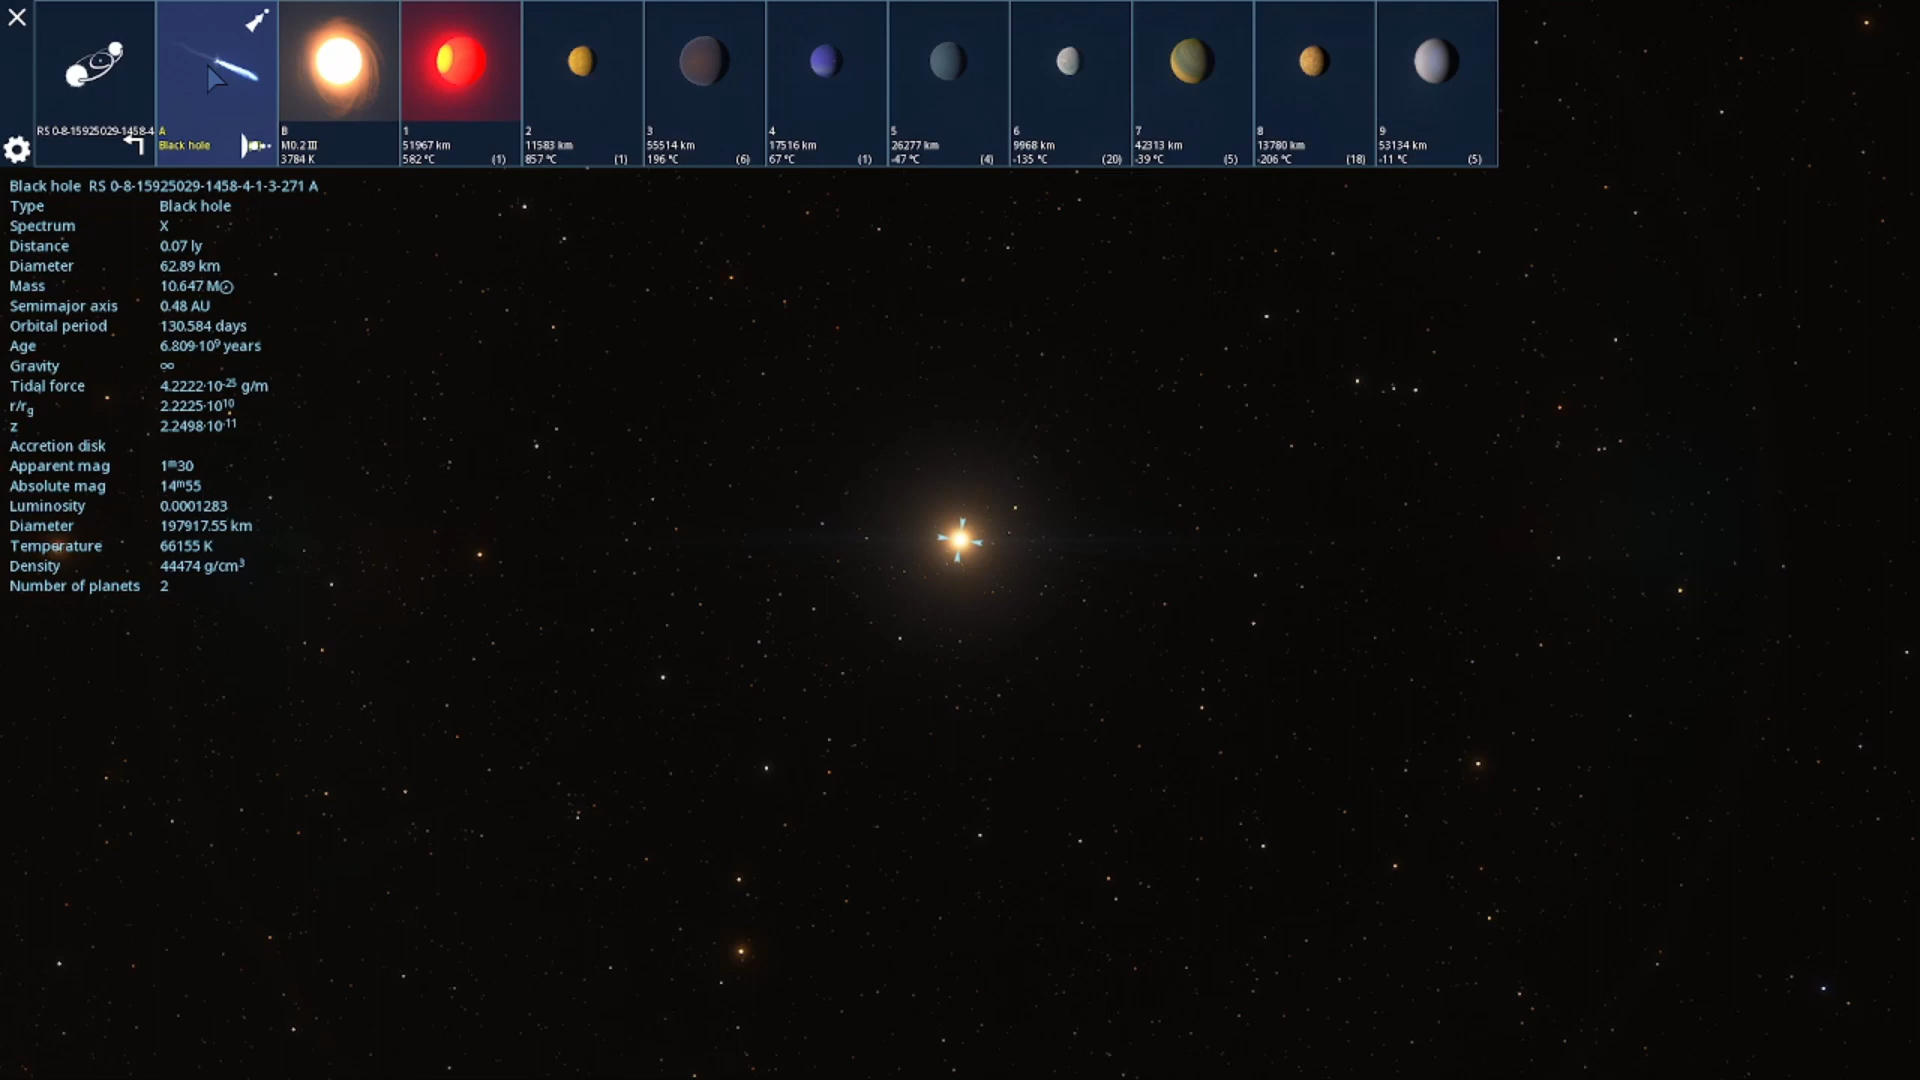 RS 0-8-15925029-1458-4
A
Black hole
B
M0.2 III
3784 K
1
51967 km
582 °C (1)
2
11583 km
857 °C (1)
3
55514 km
196 °C (6)
4
17516 km
67 °C (1)
5
26277 km
-47 °C (4)
6
9968 km
-135 °C (20)
7
42313 km
-39 °C (5)
8
13780 km
-206 °C (18)
9
53134 km
-11 °C (5)
Black hole RS 0-8-15925029-1458-4-1-3-271 A
Type Black hole
Spectrum X
Distance 0.07 ly
Diameter 62.89 km
Mass 10.647 M☉
Semimajor axis 0.48 AU
Orbital period 130.584 days
Age 6.809·10⁹ years
Gravity ∞
Tidal force 4.2222·10⁻²⁵ g/m
r/rg 2.2225·10¹⁰
z 2.2498·10⁻¹¹
Accretion disk
Apparent mag 1ᵐ30
Absolute mag 14ᵐ55
Luminosity 0.0001283
Diameter 197917.55 km
Temperature 66155 K
Density 44474 g/cm³
Number of planets 2